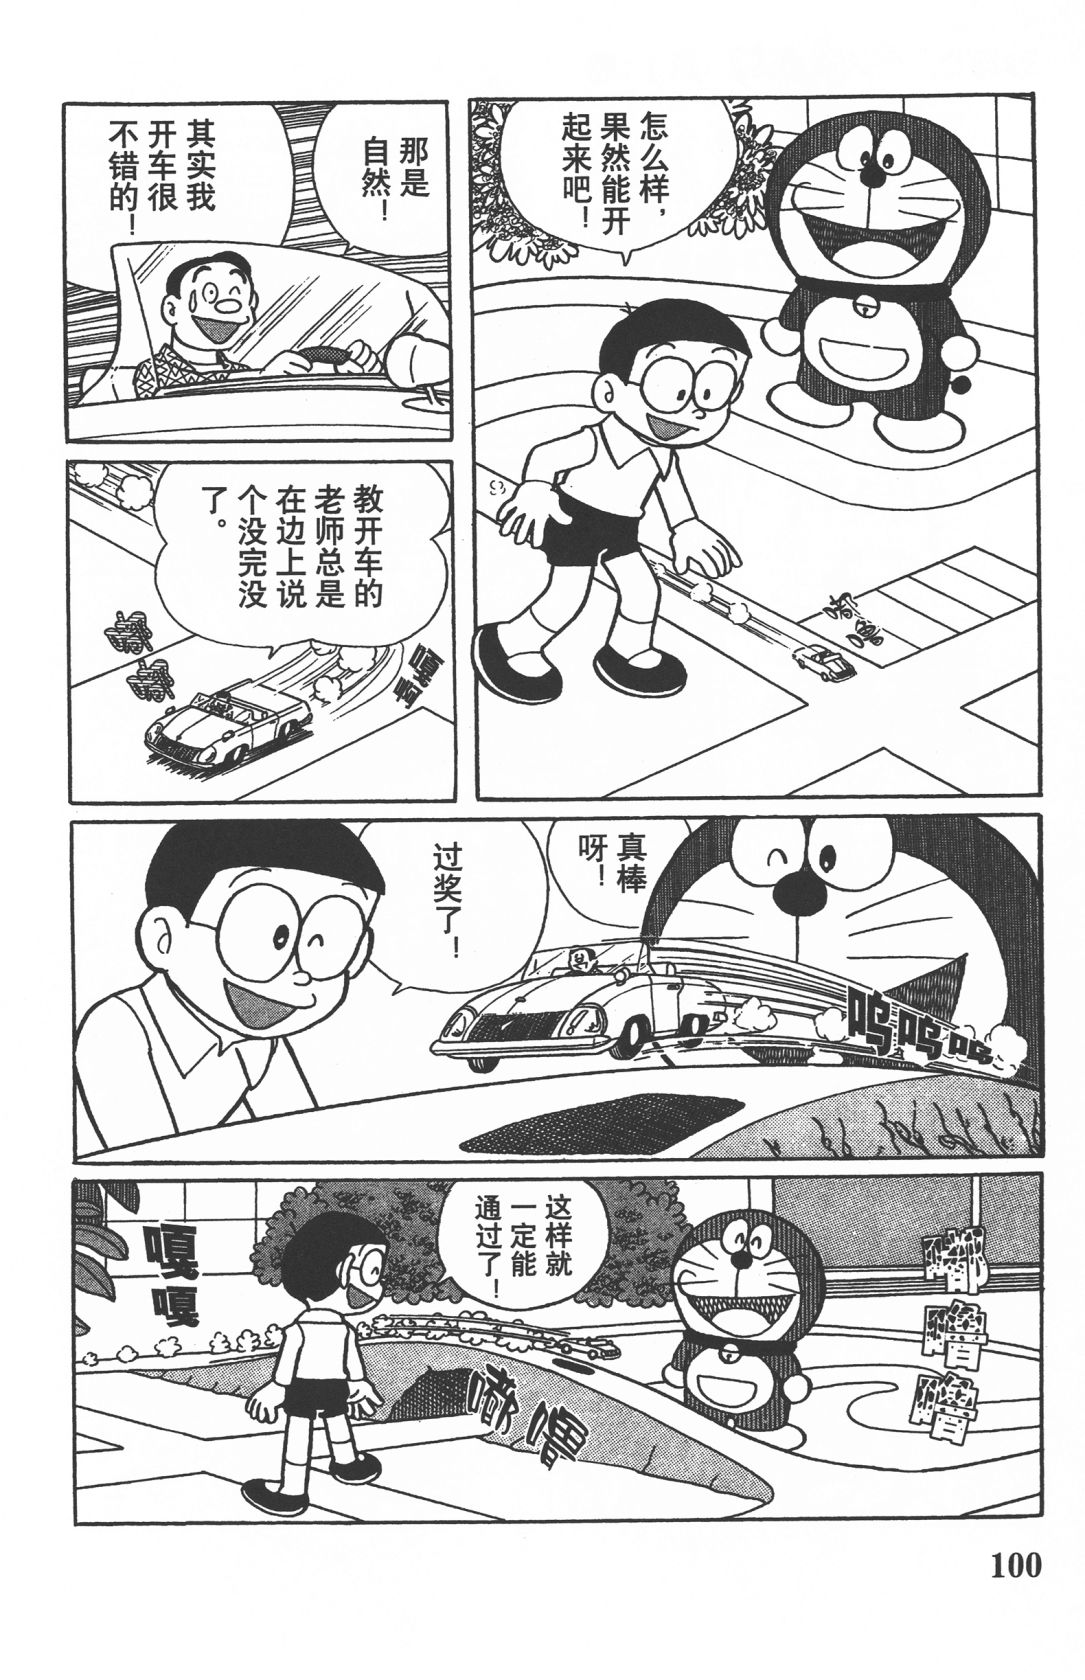 怎么样，
果然能开
起来吧！
那是
自然！
其实我
开车很
不错的！
教开车的
老师总是
在边上说
个没完没
了。
嘎
真棒
呀！
过奖了！
呜呜呜
这样就
一定能
通过了！
嘎
嘎
嘟嘎
100